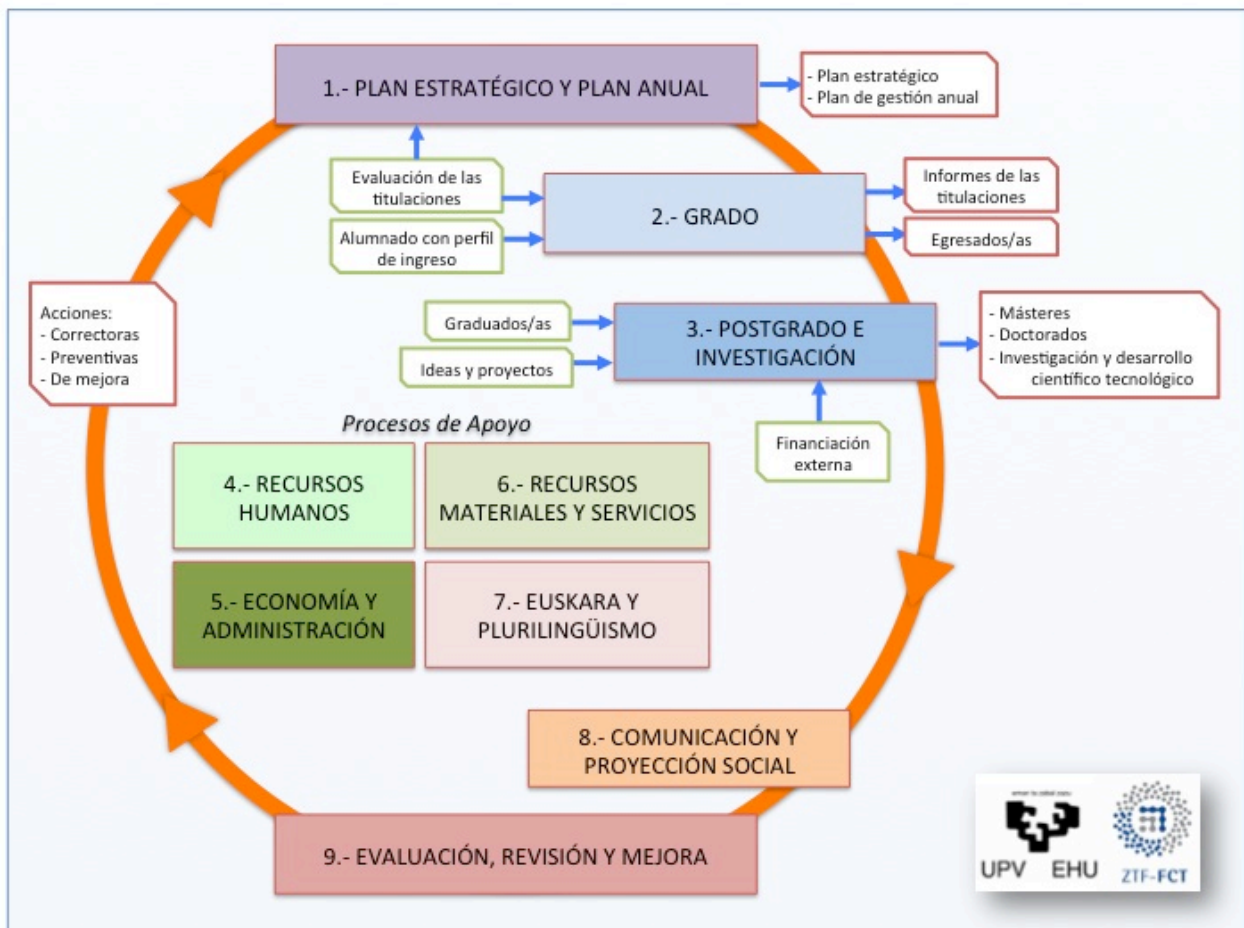 1.- PLAN ESTRATÉGICO Y PLAN ANUAL
- Plan estratégico
- Plan de gestión anual
Evaluación de las
titulaciones
Alumnado con perfil
de ingreso
2.- GRADO
Informes de las
titulaciones
Egresados/as
Acciones:
- Correctoras
- Preventivas
- De mejora
Graduados/as
Ideas y proyectos
3.- POSTGRADO E
INVESTIGACIÓN
- Másteres
- Doctorados
- Investigación y desarrollo
científico tecnológico
Financiación
externa
Procesos de Apoyo
4.- RECURSOS
HUMANOS
6.- RECURSOS
MATERIALES Y SERVICIOS
5.- ECONOMÍA Y
ADMINISTRACIÓN
7.- EUSKARA Y
PLURILINGÜISMO
8.- COMUNICACIÓN Y
PROYECCIÓN SOCIAL
9.- EVALUACIÓN, REVISIÓN Y MEJORA
UPV EHU
ZTF-FCT